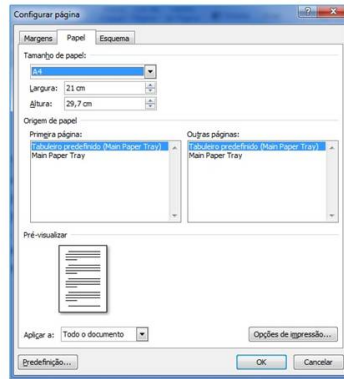 Configurar página
Margens Papel Esquema
Tamanho de papel:
A4
Largura: 21 cm
Altura: 29,7 cm
Origem de papel
Primeira página: Outras páginas:
Tabuleiro predefinido (Main Paper Tray) Tabuleiro predefinido (Main Paper Tray)
Main Paper Tray Main Paper Tray
Pré-visualizar
Aplicar a: Todo o documento Opções de impressão...
Predefinição... OK Cancelar